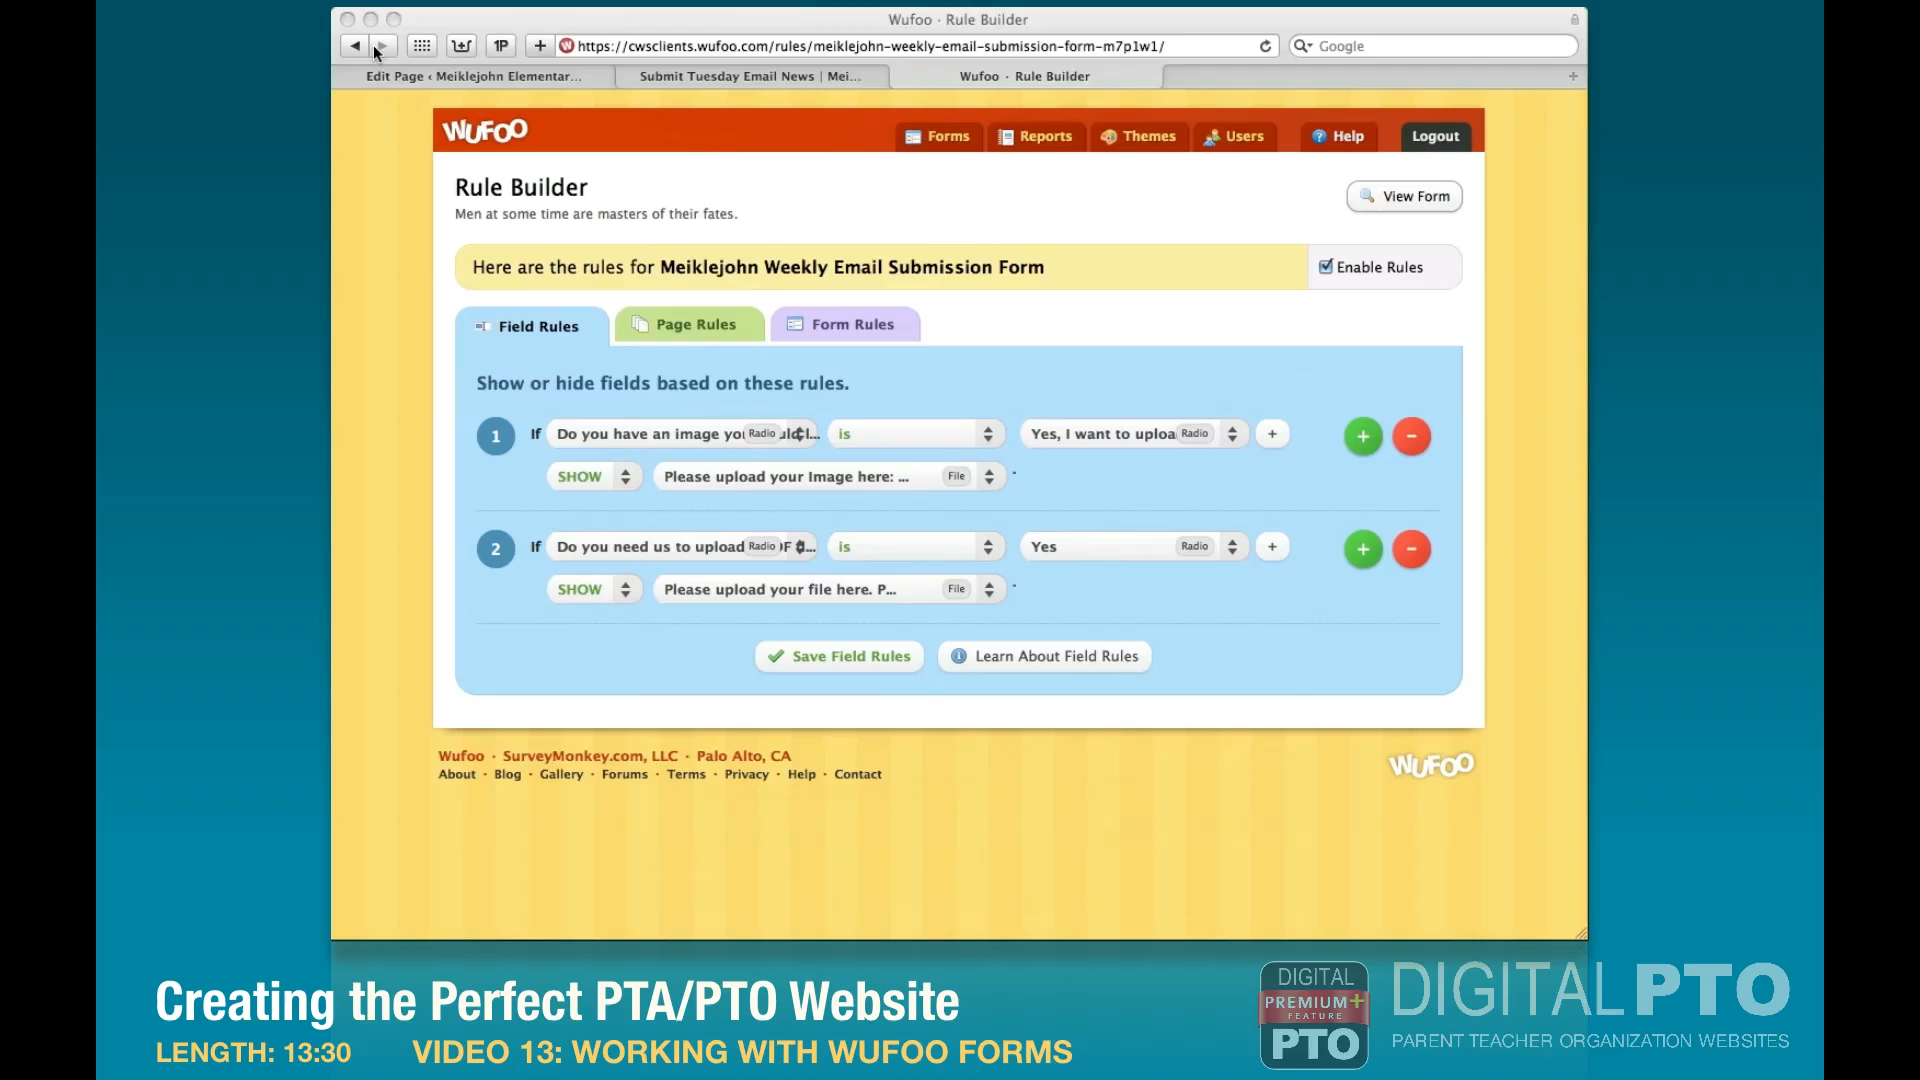 Wufoo · Rule Builder
1P
+
https://cwsclients.wufoo.com/rules/meiklejohn-weekly-email-submission-form-m7p1w1/
Google
Edit Page ‹ Meiklejohn Elementar...
Submit Tuesday Email News | Mei...
Wufoo · Rule Builder
+
WUFOO
Forms
Reports
Themes
Users
Help
Logout
Rule Builder
View Form
Men at some time are masters of their fates.
Here are the rules for Meiklejohn Weekly Email Submission Form
Enable Rules
Field Rules
Page Rules
Form Rules
Show or hide fields based on these rules.
1 If Do you have an image Radio is Yes, I want to uploa Radio + + -
SHOW Please upload your Image here: ... File .
2 If Do you need us to upload Radio is Yes Radio + + -
SHOW Please upload your file here. P... File .
Save Field Rules
Learn About Field Rules
Wufoo · SurveyMonkey.com, LLC · Palo Alto, CA
About · Blog · Gallery · Forums · Terms · Privacy · Help · Contact
WUFOO
Creating the Perfect PTA/PTO Website
LENGTH: 13:30 VIDEO 13: WORKING WITH WUFOO FORMS
DIGITAL
PREMIUM+
FEATURE
PTO
DIGITALPTO
PARENT TEACHER ORGANIZATION WEBSITES